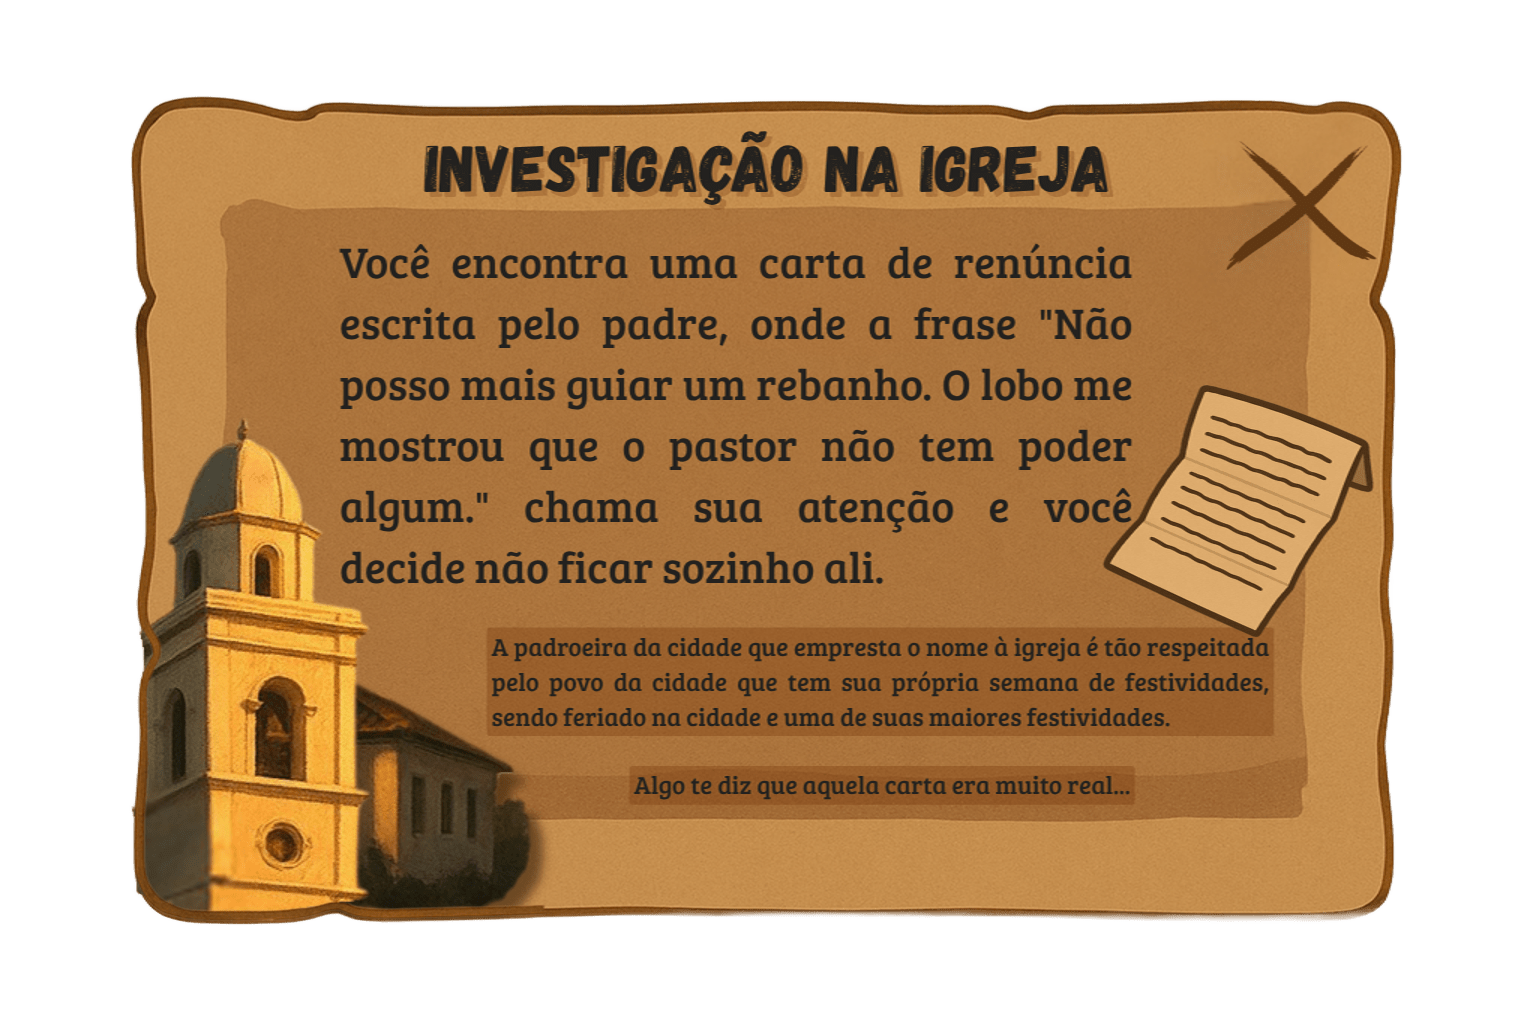 INVESTIGAÇÃO NA IGREJA
Você encontra uma carta de renúncia
escrita pelo padre, onde a frase "Não
posso mais guiar um rebanho. O lobo me
mostrou que o pastor não tem poder
algum." chama sua atenção e você
decide não ficar sozinho ali.
A padroeira da cidade que empresta o nome à igreja é tão respeitada
pelo povo da cidade que tem sua própria semana de festividades,
sendo feriado na cidade e uma de suas maiores festividades.
Algo te diz que aquela carta era muito real...